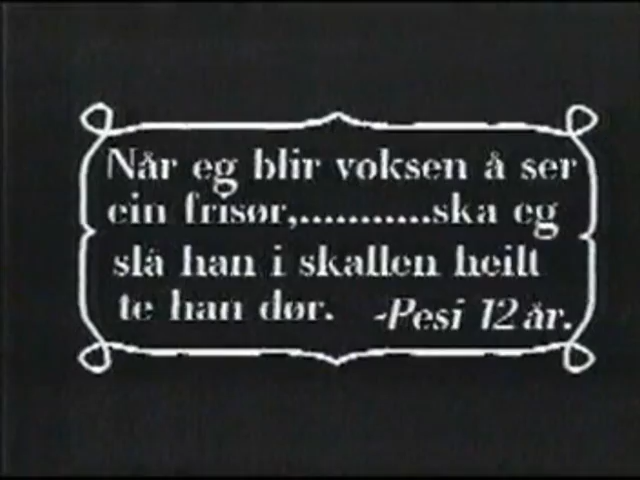 Når eg blir voksen å ser
ein frisør,...........ska eg
slå han i skallen heilt
te han dør. -Pesi 12 år.